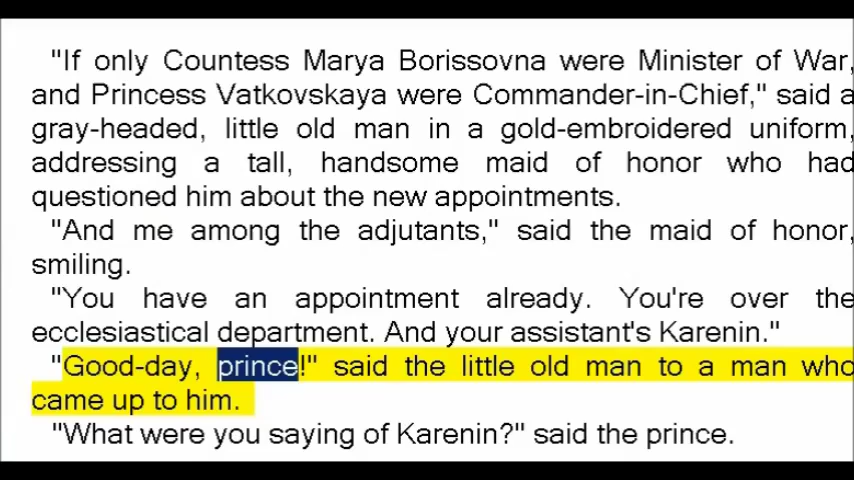 "If only Countess Marya Borissovna were Minister of War,
and Princess Vatkovskaya were Commander-in-Chief," said a
gray-headed, little old man in a gold-embroidered uniform,
addressing a tall, handsome maid of honor who had
questioned him about the new appointments.
"And me among the adjutants," said the maid of honor,
smiling.
"You have an appointment already. You're over the
ecclesiastical department. And your assistant's Karenin."
"Good-day, prince!" said the little old man to a man who
came up to him.
"What were you saying of Karenin?" said the prince.